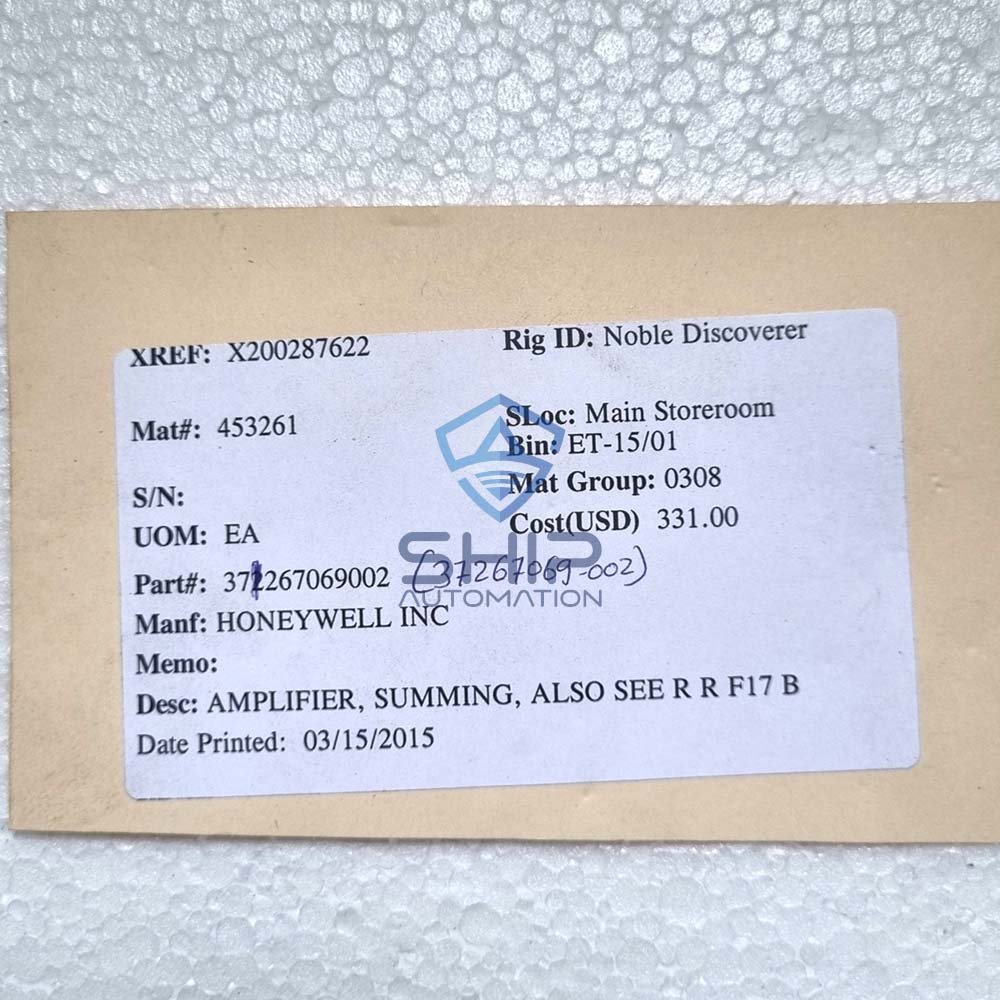 XREF: X200287622
Rig ID: Noble Discoverer
Mat#: 453261
SLoc: Main Storeroom
Bin: ET-15/01
S/N:
Mat Group: 0308
UOM: EA
Cost(USD) 331.00
Part#: 371267069002 (37267069-002)
SHIP
AUTOMATION
Manf: HONEYWELL INC
Memo:
Desc: AMPLIFIER, SUMMING, ALSO SEE R R F17 B
Date Printed: 03/15/2015